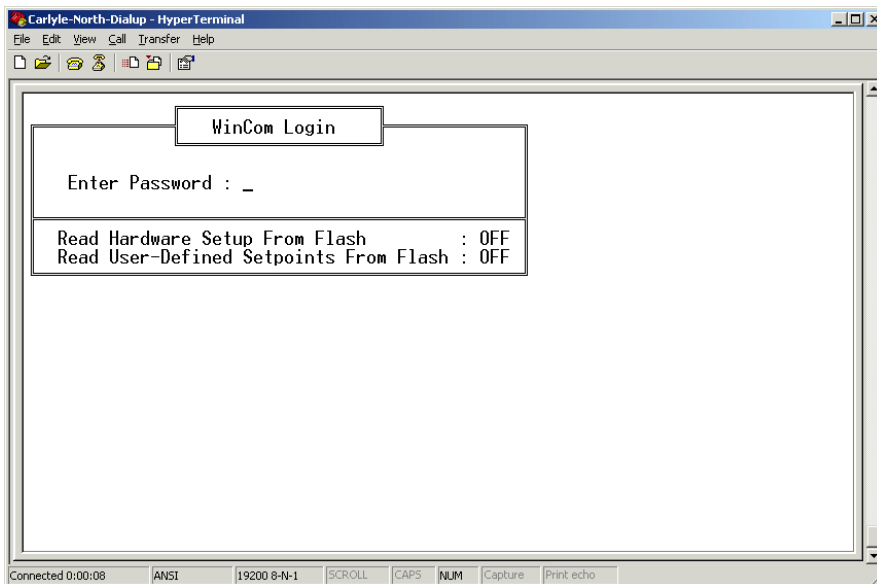 Carlyle-North-Dialup - HyperTerminal
File Edit View Call Transfer Help
WinCom Login
Enter Password : _
Read Hardware Setup From Flash : OFF
Read User-Defined Setpoints From Flash : OFF
Connected 0:00:08 ANSI 19200 8-N-1 SCROLL CAPS NUM Capture Print echo